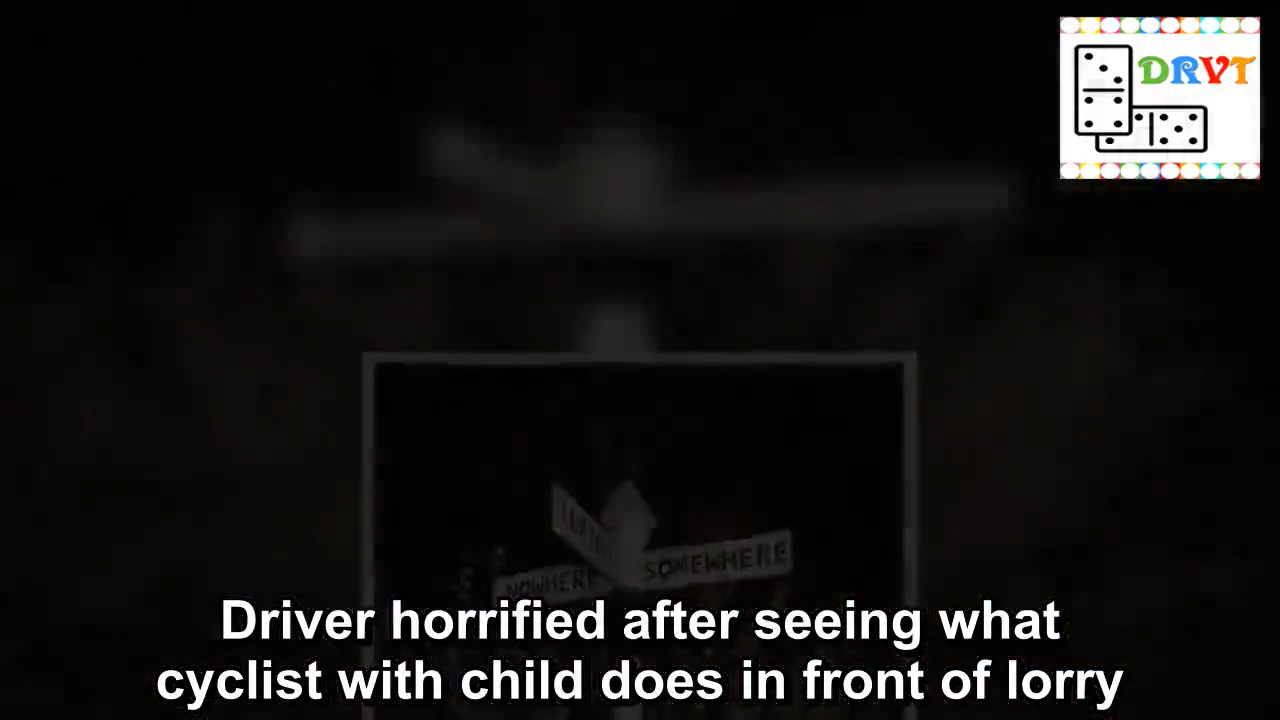 DRVT
NOWHERE
SOMEWHERE
Driver horrified after seeing what
cyclist with child does in front of lorry